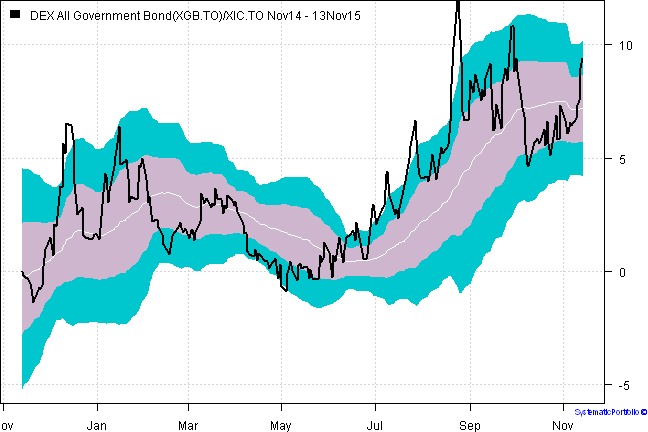 DEX All Government Bond(XGB.TO)/XIC.TO Nov14 - 13Nov15
10
5
0
-5
ov Jan Mar May Jul Sep Nov
SystematicPortfolio ©